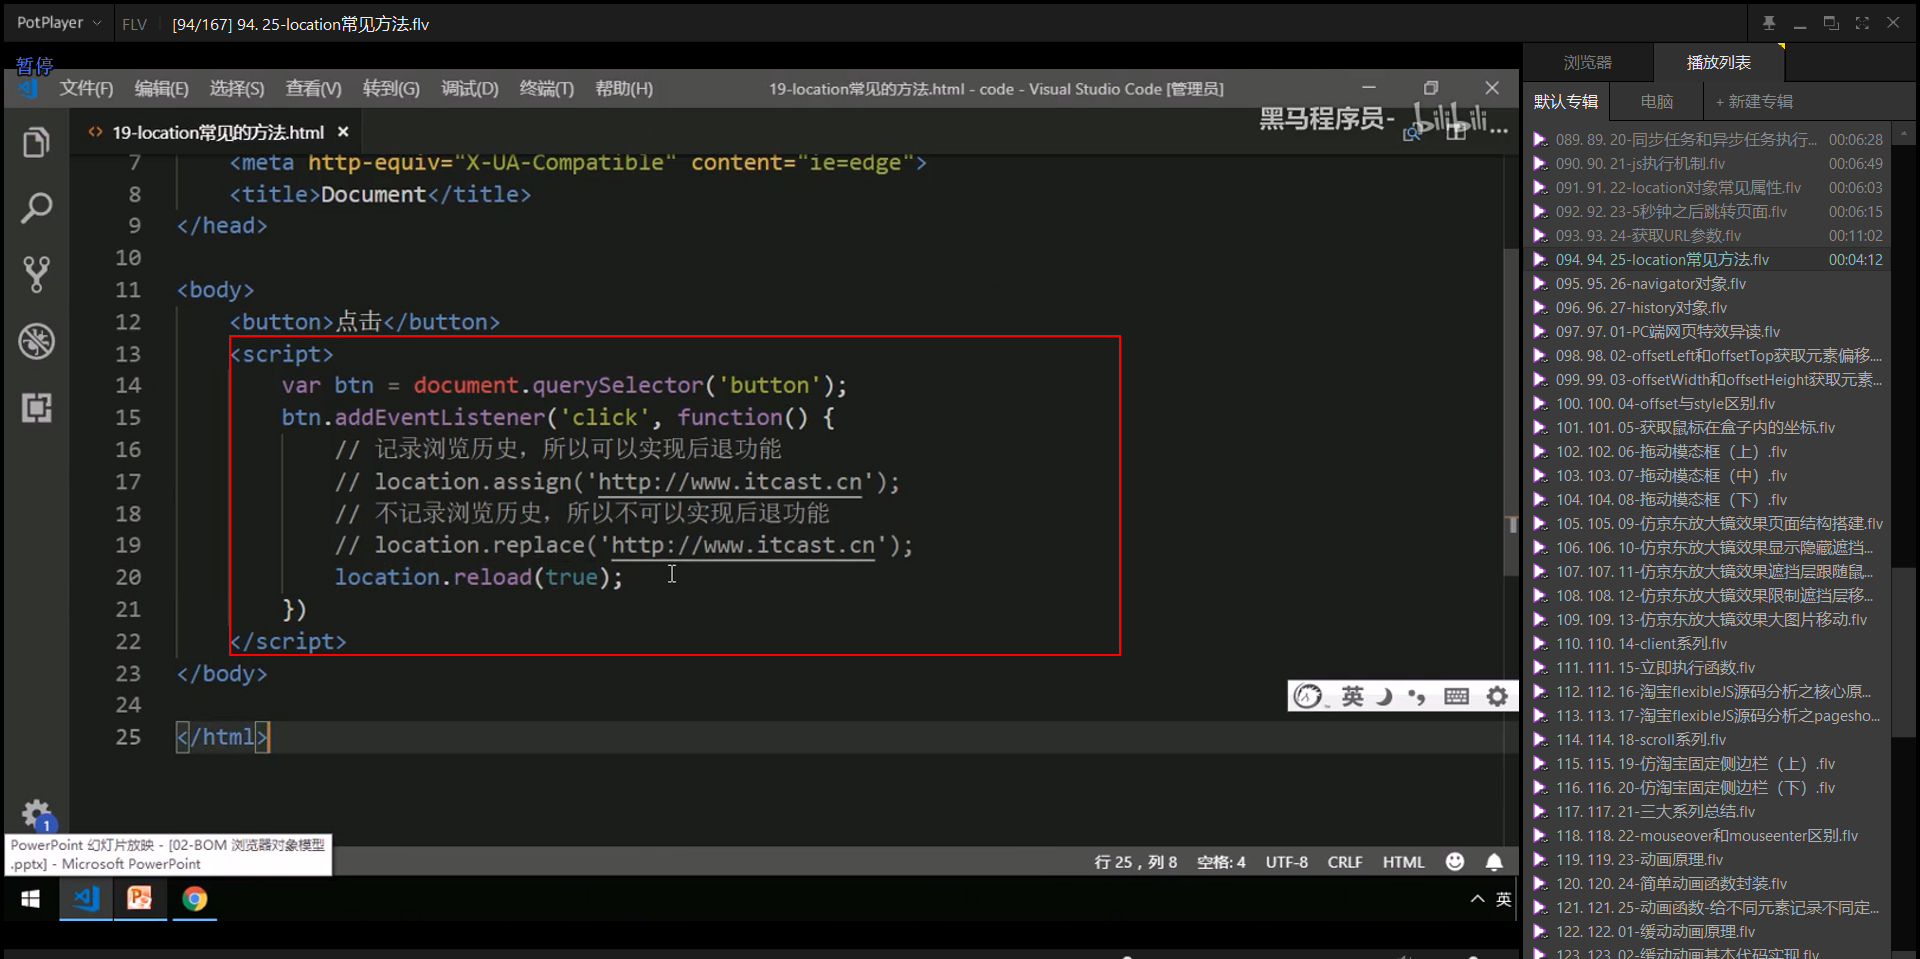 PotPlayer
FLV
[94/167] 94. 25-location常见方法.flv
暂停
文件(F) 编辑(E) 选择(S) 查看(V) 转到(G) 调试(D) 终端(T) 帮助(H)
19-location常见的方法.html - code - Visual Studio Code [管理员]
19-location常见的方法.html
黑马程序员- bilibili
7 <meta http-equiv="X-UA-Compatible" content="ie=edge">
8 <title>Document</title>
9 </head>
10
11 <body>
12 <button>点击</button>
13 <script>
14 var btn = document.querySelector('button');
15 btn.addEventListener('click', function() {
16 // 记录浏览历史，所以可以实现后退功能
17 // location.assign('http://www.itcast.cn');
18 // 不记录浏览历史，所以不可以实现后退功能
19 // location.replace('http://www.itcast.cn');
20 location.reload(true);
21 })
22 </script>
23 </body>
24
25 </html>
英
1
PowerPoint 幻灯片放映 - [02-BOM 浏览器对象模型
.pptx] - Microsoft PowerPoint
行 25，列 8 空格: 4 UTF-8 CRLF HTML
英
浏览器 播放列表
默认专辑 电脑 + 新建专辑
089. 89. 20-同步任务和异步任务执行... 00:06:28
090. 90. 21-js执行机制.flv 00:06:49
091. 91. 22-location对象常见属性.flv 00:06:03
092. 92. 23-5秒钟之后跳转页面.flv 00:06:15
093. 93. 24-获取URL参数.flv 00:11:02
094. 94. 25-location常见方法.flv 00:04:12
095. 95. 26-navigator对象.flv
096. 96. 27-history对象.flv
097. 97. 01-PC端网页特效异读.flv
098. 98. 02-offsetLeft和offsetTop获取元素偏移....
099. 99. 03-offsetWidth和offsetHeight获取元素...
100. 100. 04-offset与style区别.flv
101. 101. 05-获取鼠标在盒子内的坐标.flv
102. 102. 06-拖动模态框（上）.flv
103. 103. 07-拖动模态框（中）.flv
104. 104. 08-拖动模态框（下）.flv
105. 105. 09-仿京东放大镜效果页面结构搭建.flv
106. 106. 10-仿京东放大镜效果显示隐藏遮挡...
107. 107. 11-仿京东放大镜效果遮挡层跟随鼠...
108. 108. 12-仿京东放大镜效果限制遮挡层移...
109. 109. 13-仿京东放大镜效果大图片移动.flv
110. 110. 14-client系列.flv
111. 111. 15-立即执行函数.flv
112. 112. 16-淘宝flexibleJS源码分析之核心原...
113. 113. 17-淘宝flexibleJS源码分析之pagesho...
114. 114. 18-scroll系列.flv
115. 115. 19-仿淘宝固定侧边栏（上）.flv
116. 116. 20-仿淘宝固定侧边栏（下）.flv
117. 117. 21-三大系列总结.flv
118. 118. 22-mouseover和mouseenter区别.flv
119. 119. 23-动画原理.flv
120. 120. 24-简单动画函数封装.flv
121. 121. 25-动画函数-给不同元素记录不同定...
122. 122. 01-缓动动画原理.flv
123. 123. 02-缓动动画基本代码实现.flv